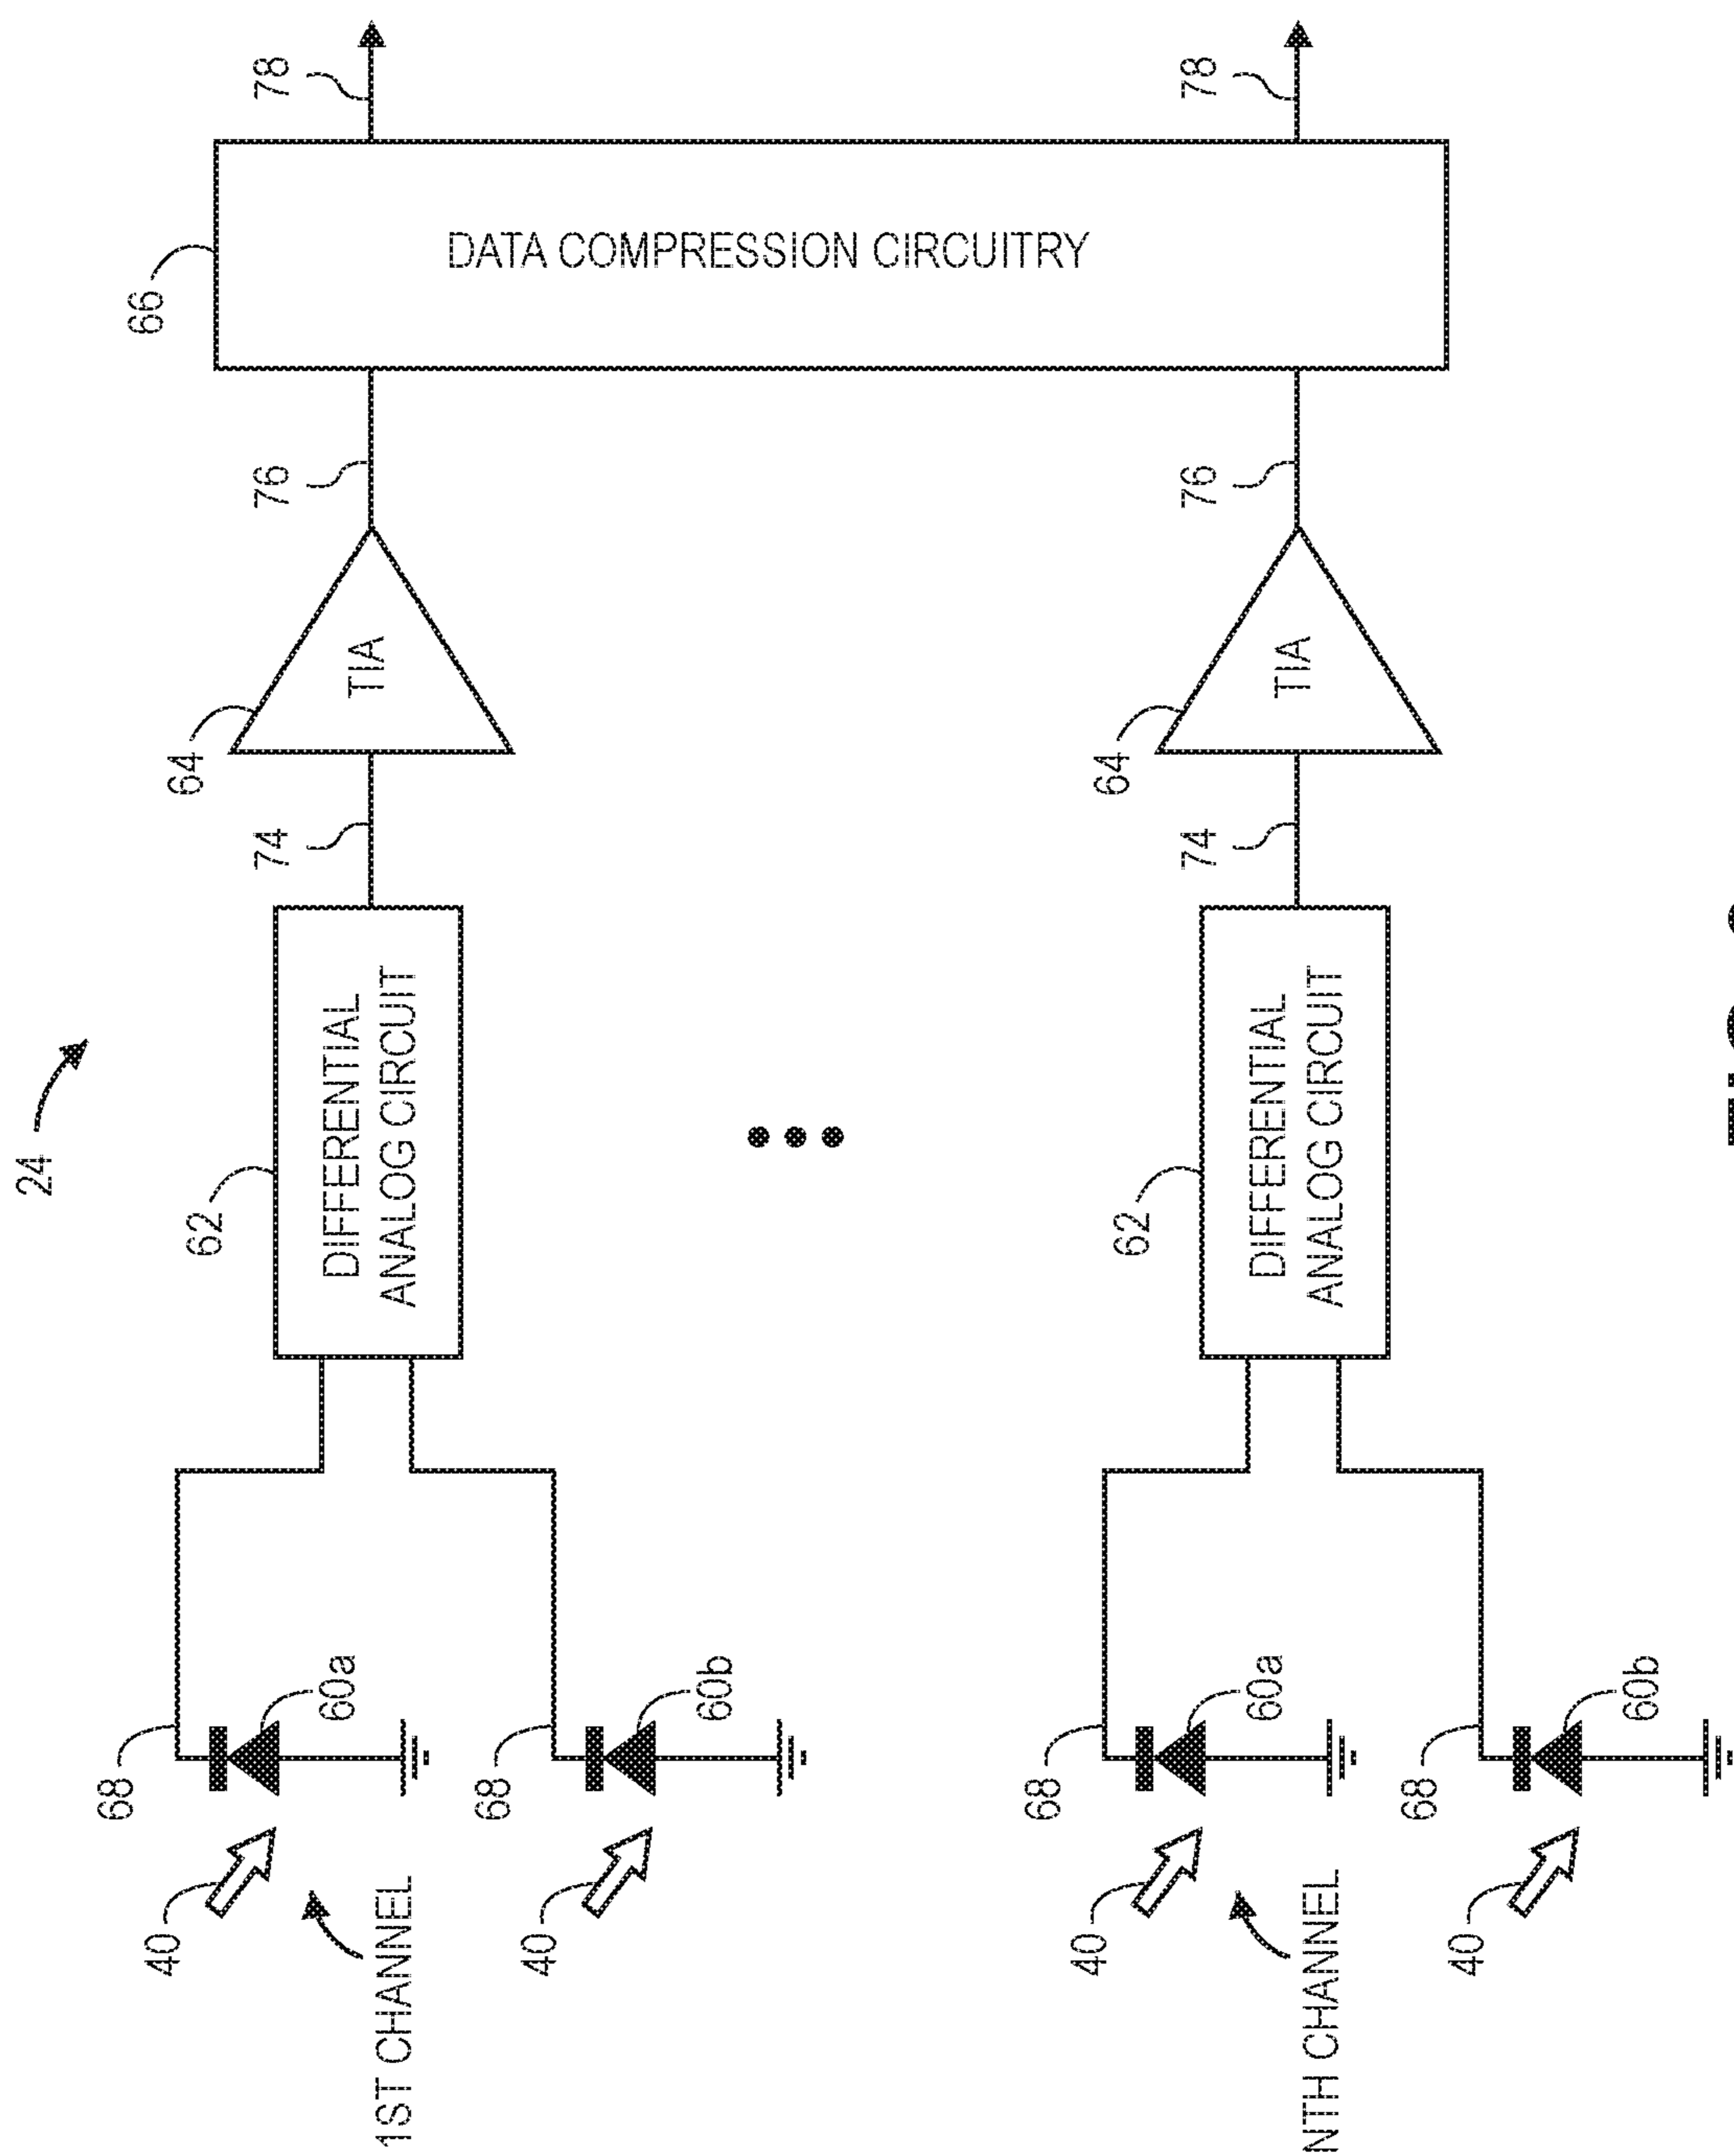 24
68
66
40
64
62
74
76
78
60a
DIFFERENTIAL
ANALOG CIRCUIT
TIA
1ST CHANNEL
DATA COMPRESSION CIRCUITRY
68
40
60b
68
40
64
62
74
76
78
60a
DIFFERENTIAL
ANALOG CIRCUIT
TIA
NTH CHANNEL
68
40
60b